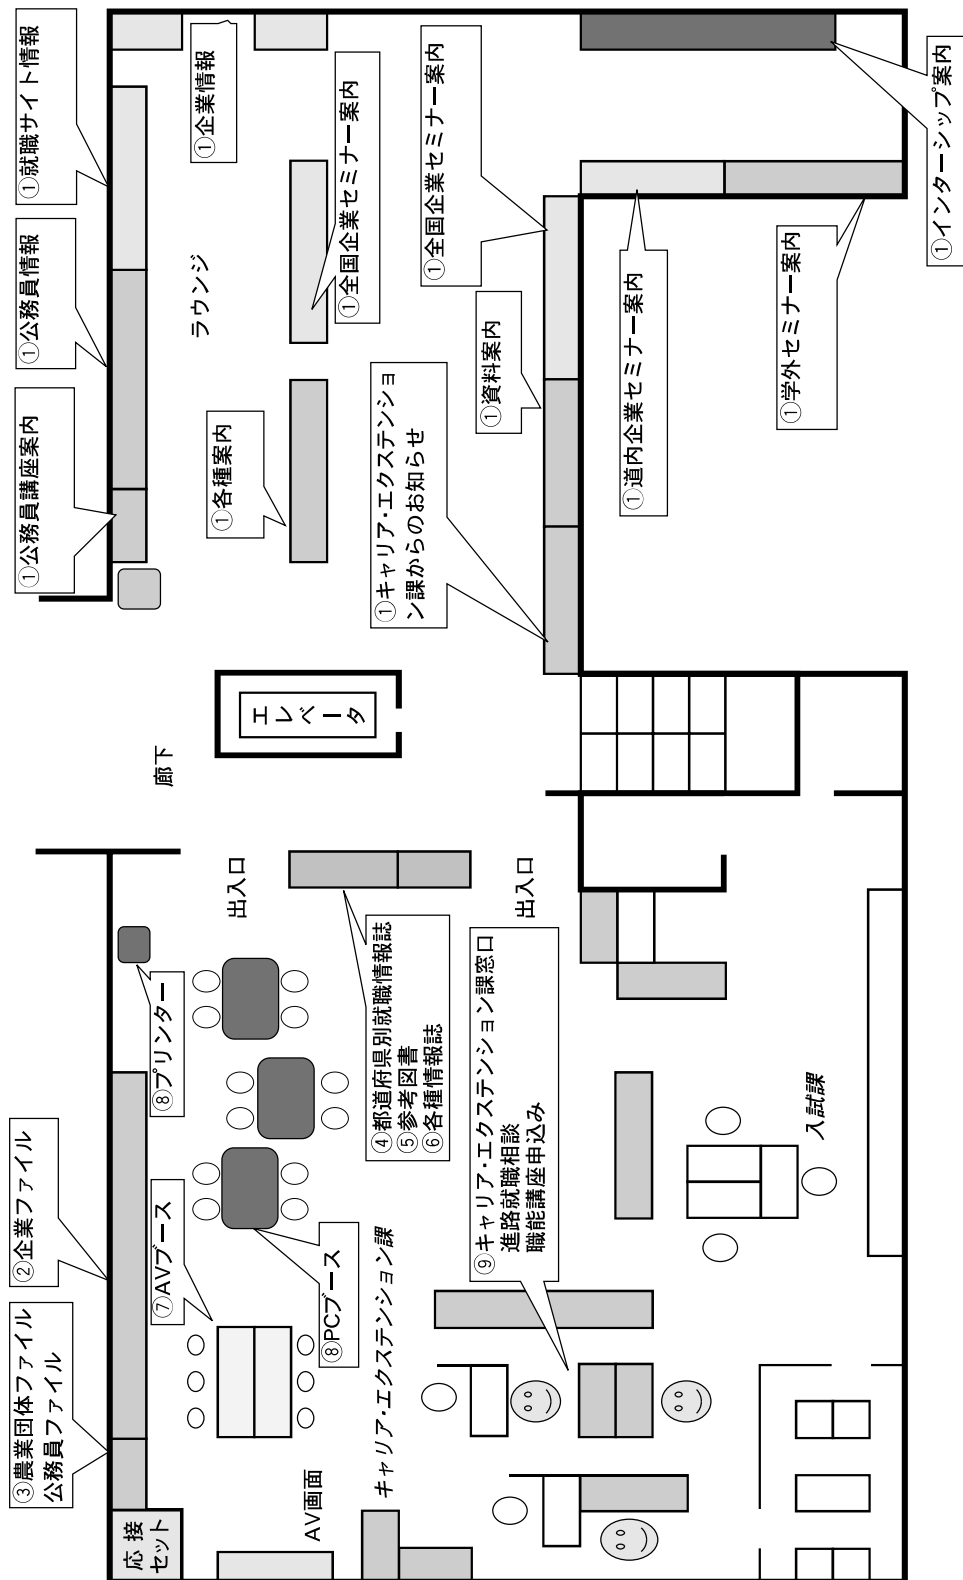 ①就職サイト情報
①公務員情報
①公務員講座案内
①企業情報
ラウンジ
①全国企業セミナー案内
①各種案内
①キャリア・エクステンショ
ン課からのお知らせ
①全国企業セミナー案内
①資料案内
①道内企業セミナー案内
①学外セミナー案内
①インターシップ案内
エレベータ
廊下
出入口
出入口
⑧プリンター
④都道府県別就職情報誌
⑤参考図書
⑥各種情報誌
⑨キャリア・エクステンション課窓口
進路就職相談
職能講座申込み
②企業ファイル
③農業団体ファイル
公務員ファイル
⑦AVブース
⑧PCブース
キャリア・エクステンション課
入試課
AV画面
応接
セット